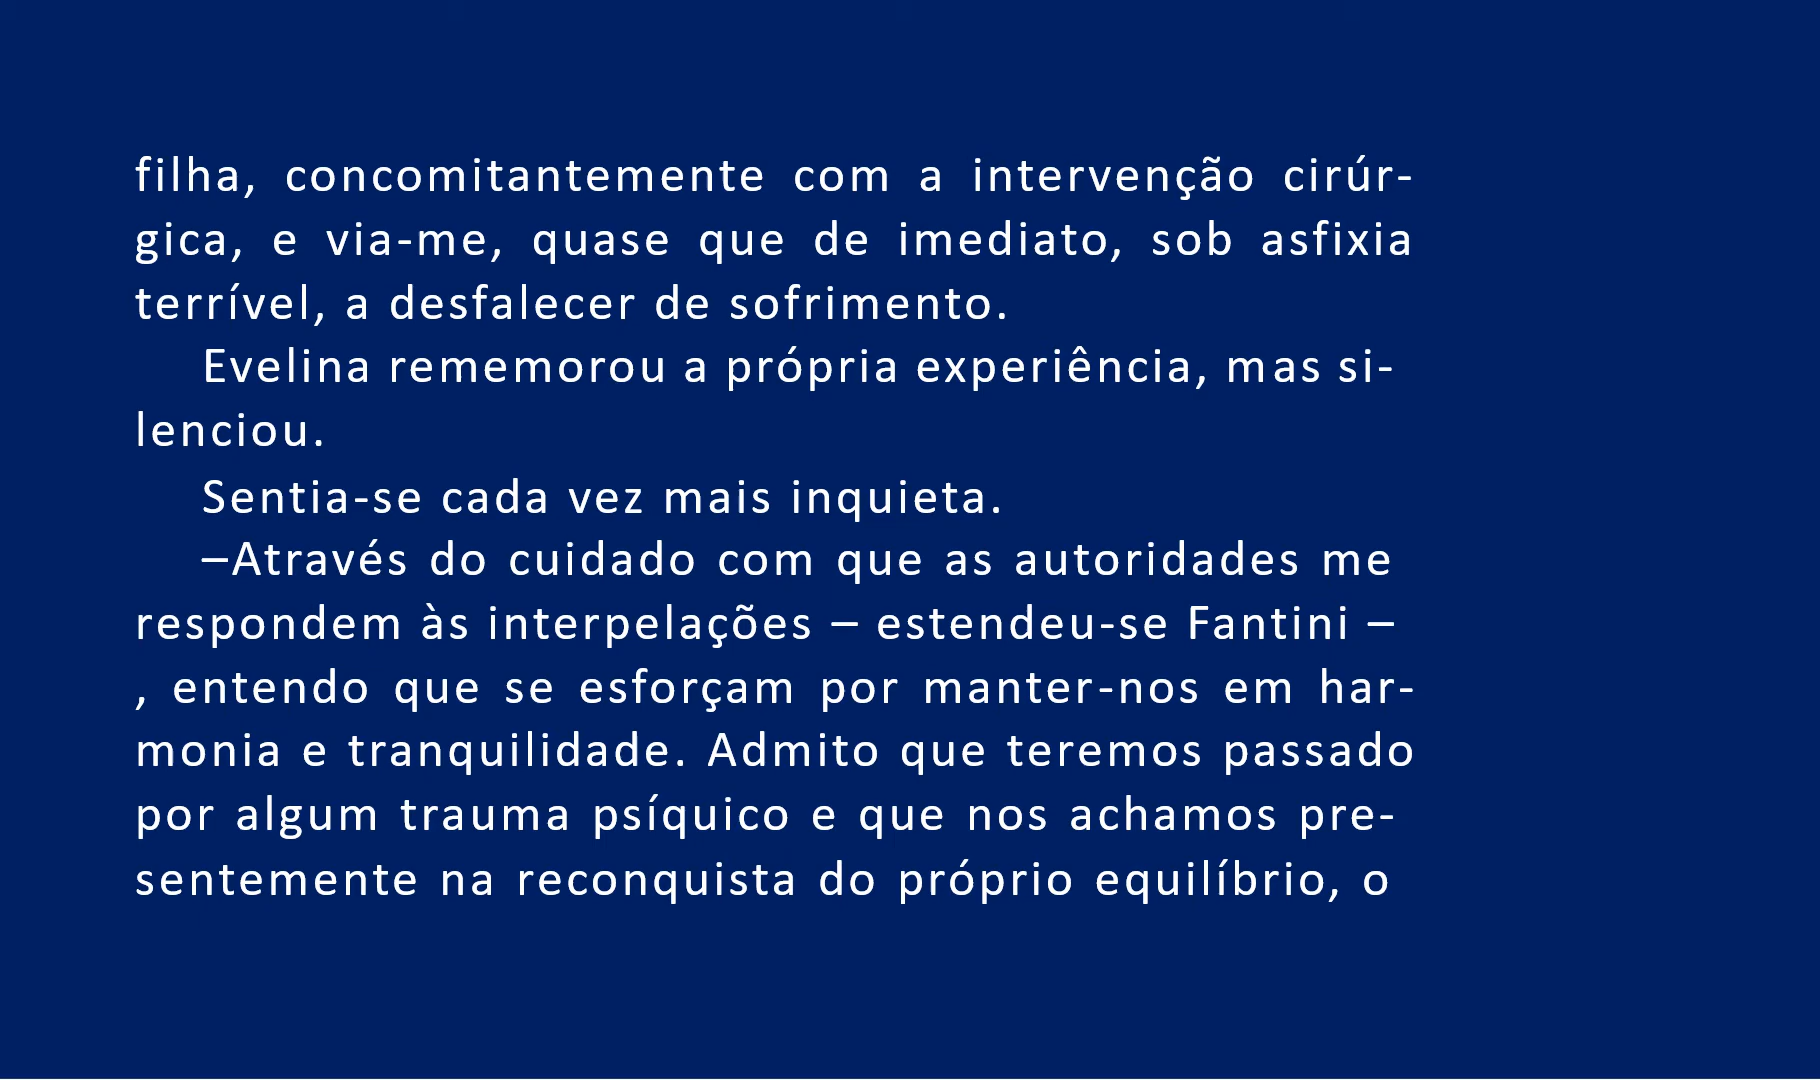 filha, concomitantemente com a intervenção cirúr-
gica, e via-me, quase que de imediato, sob asfixia
terrível, a desfalecer de sofrimento.
Evelina rememorou a própria experiência, mas si-
lenciou.
Sentia-se cada vez mais inquieta.
–Através do cuidado com que as autoridades me
respondem às interpelações – estendeu-se Fantini –
, entendo que se esforçam por manter-nos em har-
monia e tranquilidade. Admito que teremos passado
por algum trauma psíquico e que nos achamos pre-
sentemente na reconquista do próprio equilíbrio, o